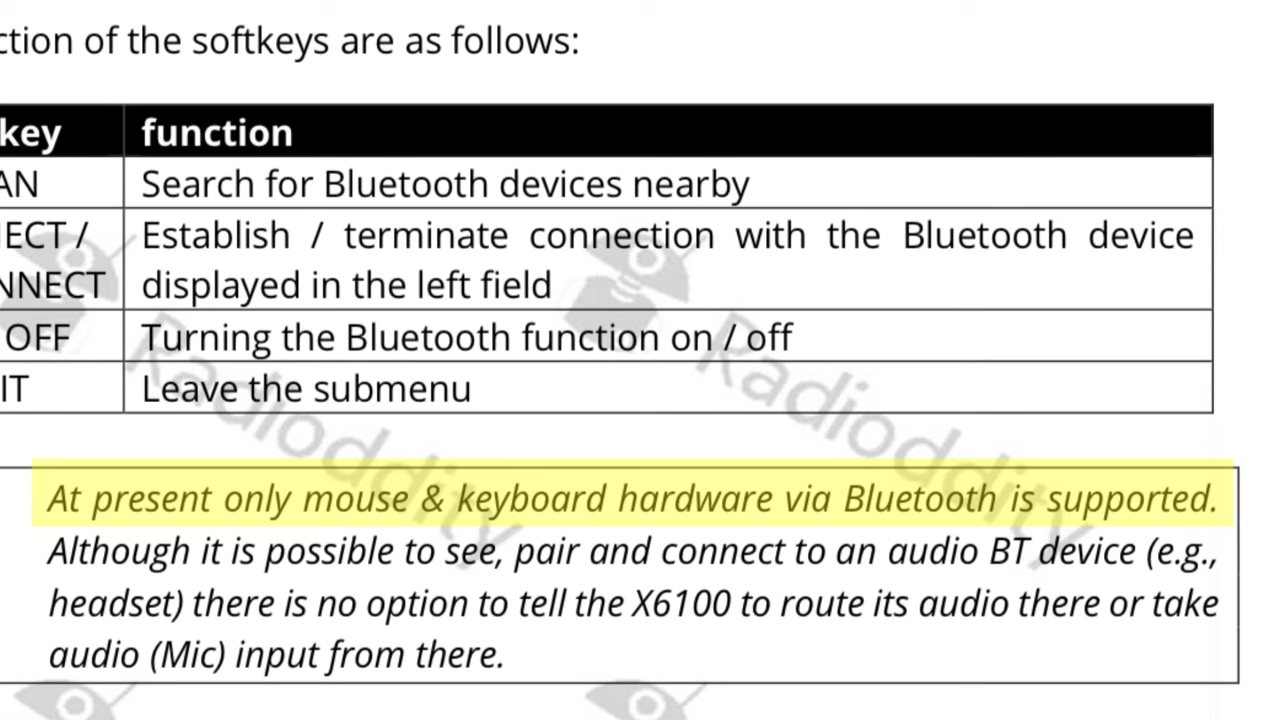 ction of the softkeys are as follows:
key function
AN Search for Bluetooth devices nearby
ECT / Establish / terminate connection with the Bluetooth device
NNECT displayed in the left field
OFF Turning the Bluetooth function on / off
IT Leave the submenu
At present only mouse & keyboard hardware via Bluetooth is supported.
Although it is possible to see, pair and connect to an audio BT device (e.g.,
headset) there is no option to tell the X6100 to route its audio there or take
audio (Mic) input from there.
Radioddity
Radioddity